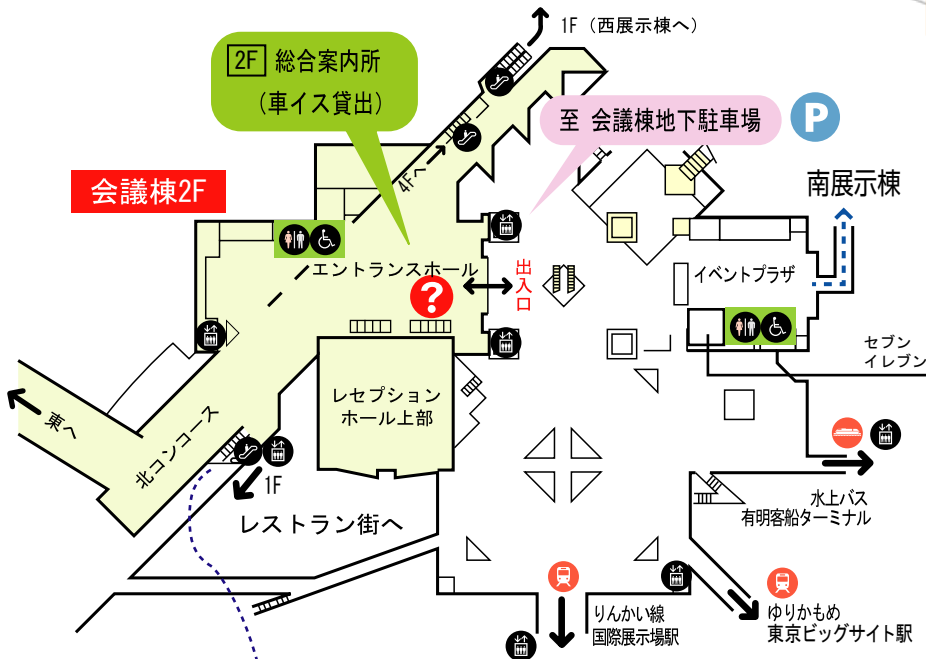 1F（西展示棟へ）
2F 総合案内所
（車イス貸出）
至 会議棟地下駐車場
P
会議棟2F
4Fへ
南展示棟
エントランスホール
出入口
イベントプラザ
?
セブン
イレブン
レセプション
ホール上部
東へ
北コンコース
1F
レストラン街へ
水上バス
有明客船ターミナル
りんかい線
国際展示場駅
ゆりかもめ
東京ビッグサイト駅